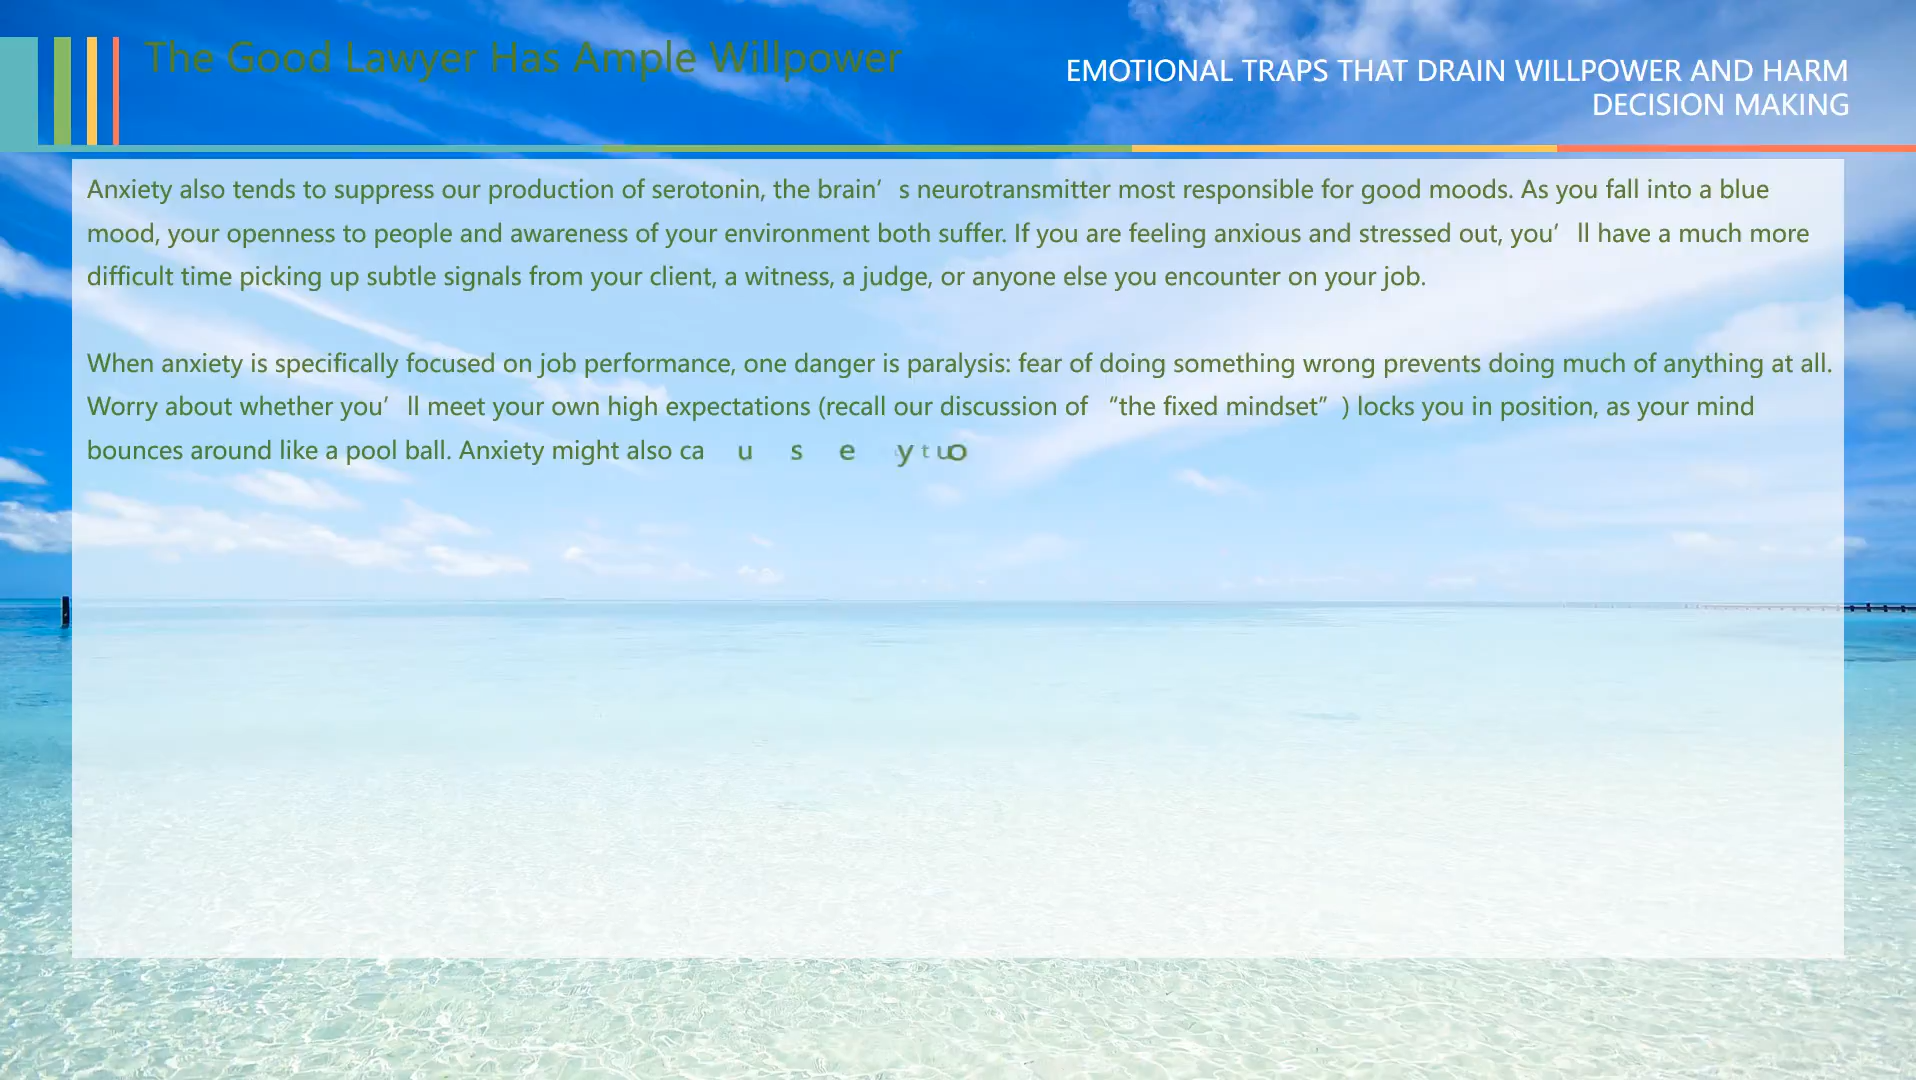 The Good Lawyer Has Ample Willpower
EMOTIONAL TRAPS THAT DRAIN WILLPOWER AND HARM
DECISION MAKING
Anxiety also tends to suppress our production of serotonin, the brain’s neurotransmitter most responsible for good moods. As you fall into a blue
mood, your openness to people and awareness of your environment both suffer. If you are feeling anxious and stressed out, you’ll have a much more
difficult time picking up subtle signals from your client, a witness, a judge, or anyone else you encounter on your job.
When anxiety is specifically focused on job performance, one danger is paralysis: fear of doing something wrong prevents doing much of anything at all.
Worry about whether you’ll meet your own high expectations (recall our discussion of “the fixed mindset”) locks you in position, as your mind
bounces around like a pool ball. Anxiety might also cause